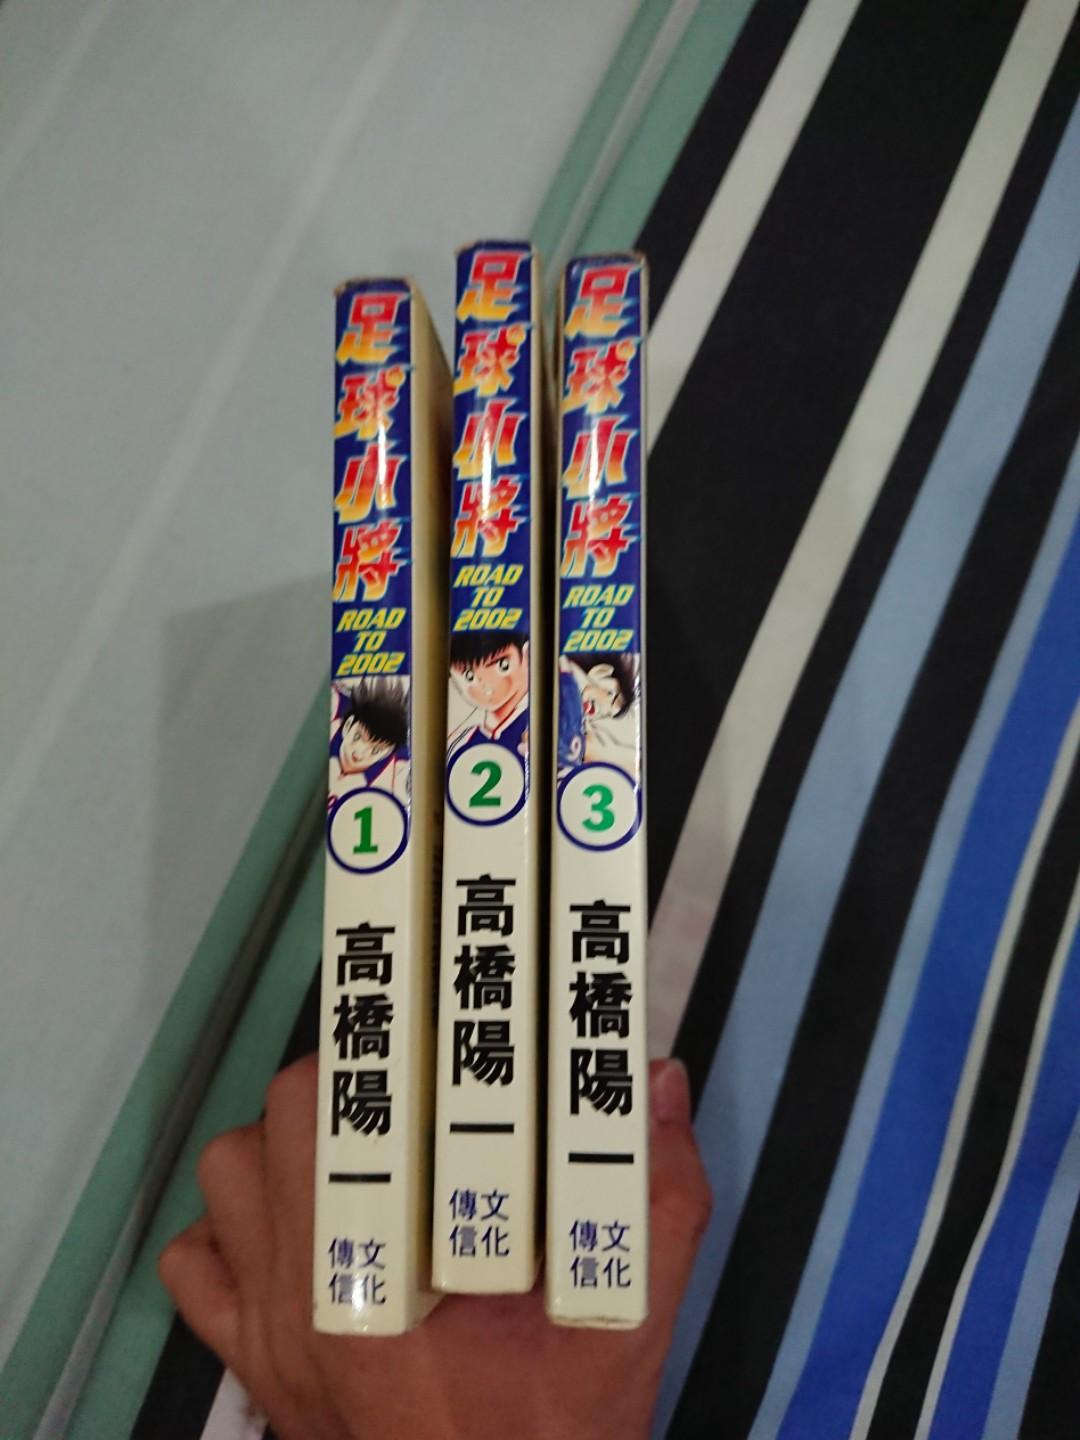 足球小將
ROAD
TO
2002
1
高橋陽一
文化
傳信
足球小將
ROAD
TO
2002
2
高橋陽一
文化
傳信
足球小將
ROAD
TO
2002
3
高橋陽一
文化
傳信